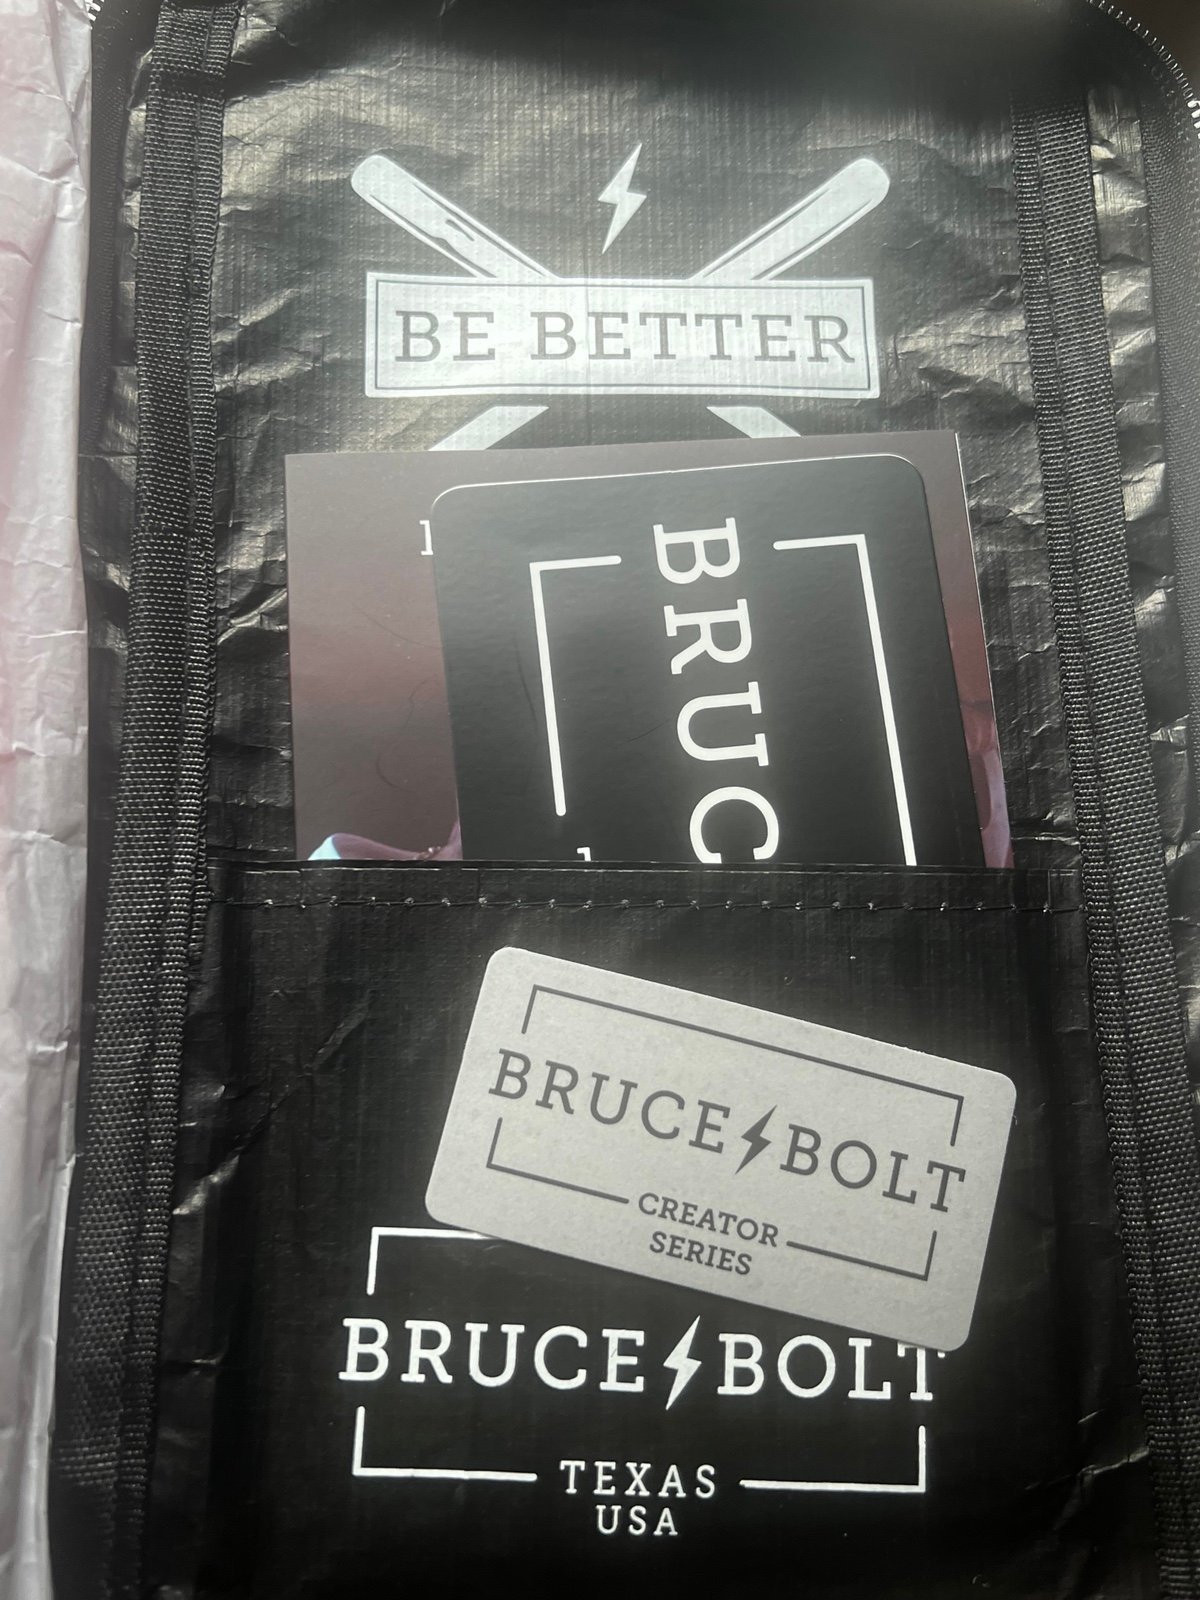 BE BETTER
BRUC
BRUCE BOLT
CREATOR
SERIES
BRUCE BOLT
TEXAS
USA